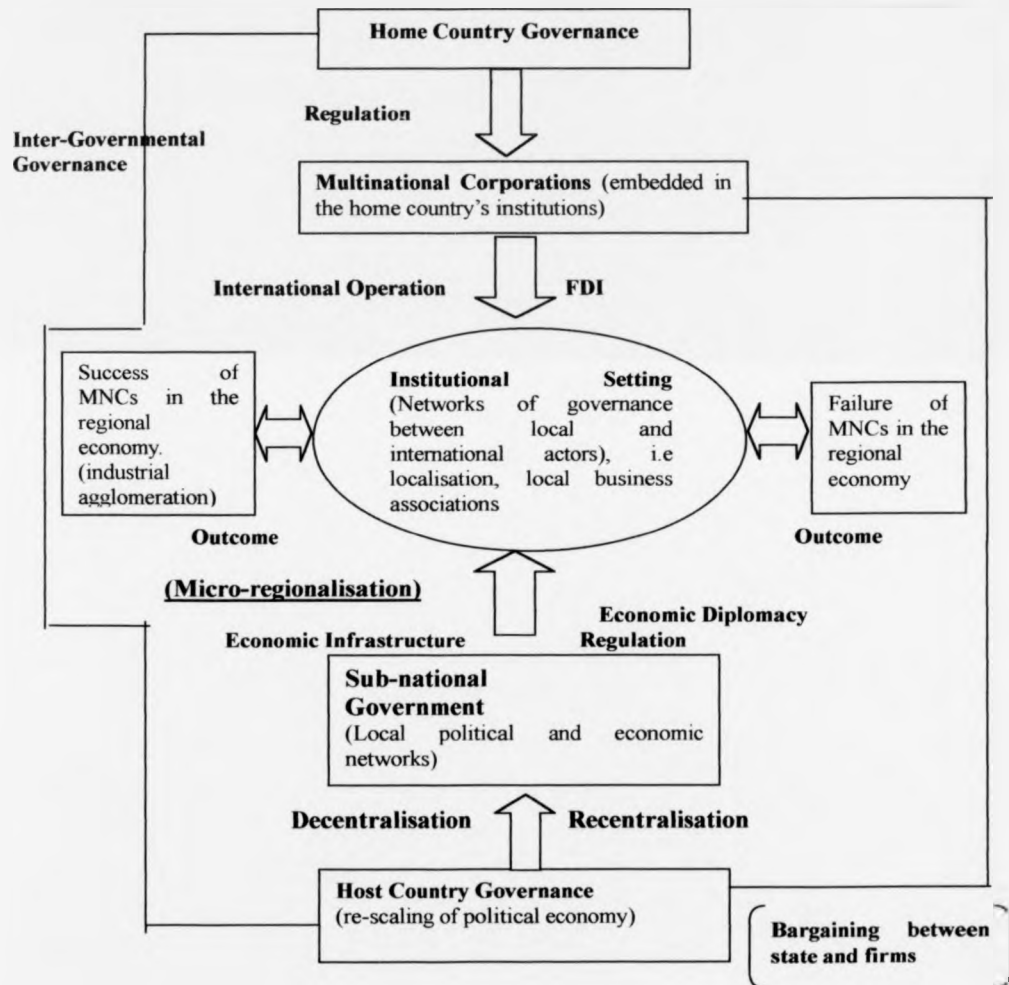 Home Country Governance
Regulation
Inter-Governmental
Governance
Multinational Corporations (embedded in
the home country's institutions)
International Operation
FDI
Success of
MNCs in the
regional
economy.
(industrial
agglomeration)
Institutional Setting
(Networks of governance
between local and
international actors), i.e
localisation, local business
associations
Failure of
MNCs in the
regional
economy
Outcome
Outcome
(Micro-regionalisation)
Economic Diplomacy
Economic Infrastructure
Regulation
Sub-national
Government
(Local political and economic
networks)
Decentralisation
Recentralisation
Host Country Governance
(re-scaling of political economy)
Bargaining between
state and firms